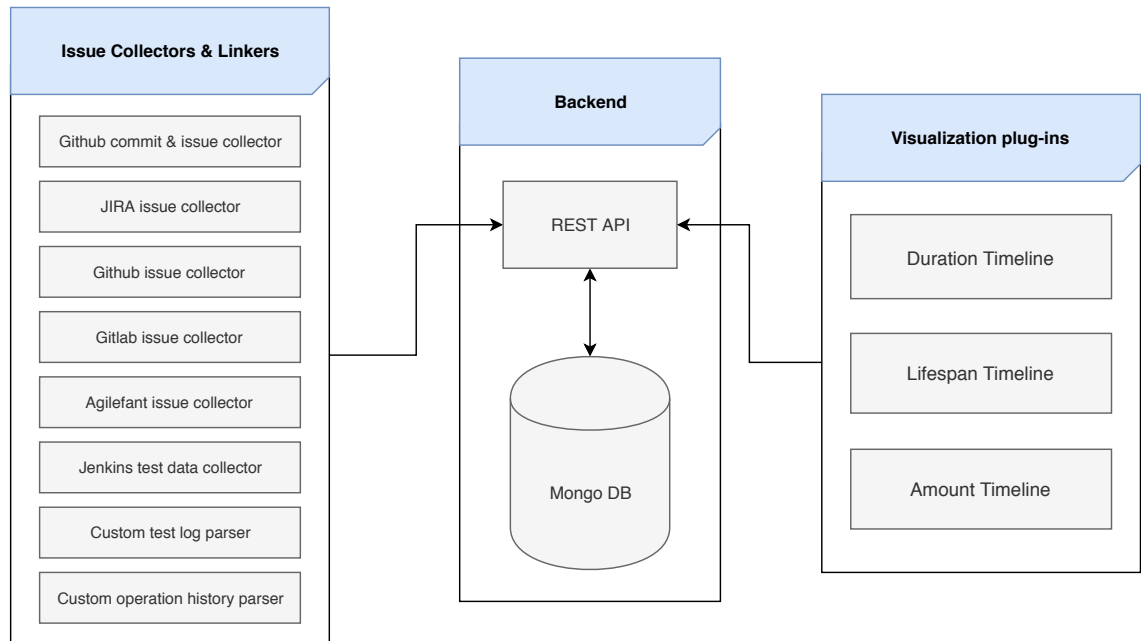 Issue Collectors & Linkers
Github commit & issue collector
JIRA issue collector
Github issue collector
Gitlab issue collector
Agilefant issue collector
Jenkins test data collector
Custom test log parser
Custom operation history parser
Backend
REST API
Mongo DB
Visualization plug-ins
Duration Timeline
Lifespan Timeline
Amount Timeline